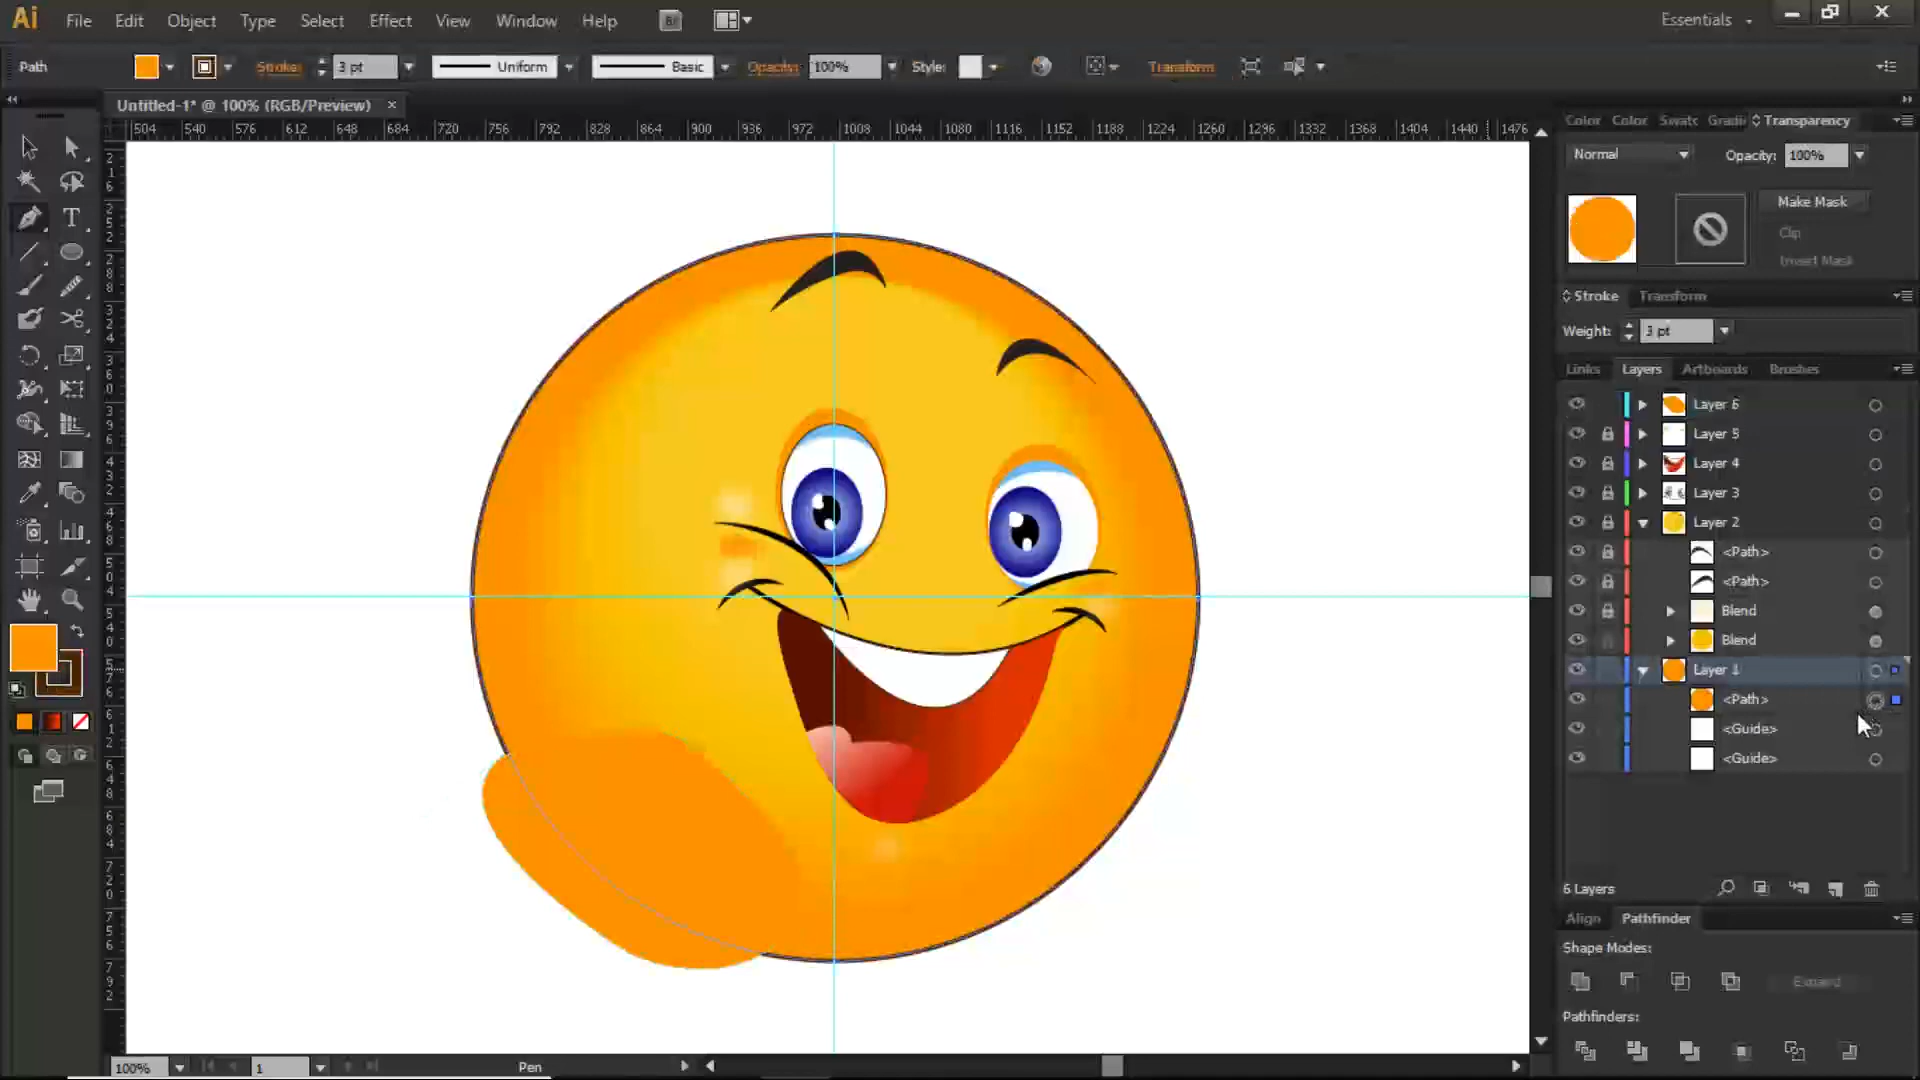 Ai File Edit Object Type Select Effect View Window Help Br Essentials
Path Stroke: 3 pt Uniform Basic Opacity: 100% Style: Transform
Untitled-1* @ 100% (RGB/Preview) ×
504 540 576 612 648 684 720 756 792 828 864 900 936 972 1008 1044 1080 1116 1152 1188 1224 1260 1296 1332 1368 1404 1440 1476
Color Color Swatc Gradi Transparency
Normal Opacity: 100%
Make Mask
Clip
Invert Mask
Stroke Transform
Weight: 3 pt
Links Layers Artboards Brushes
Layer 6
Layer 5
Layer 4
Layer 3
Layer 2
<Path>
<Path>
Blend
Blend
Layer 1
<Path>
<Guide>
<Guide>
6 Layers
Align Pathfinder
Shape Modes:
Expand
Pathfinders:
100% 1 Pen